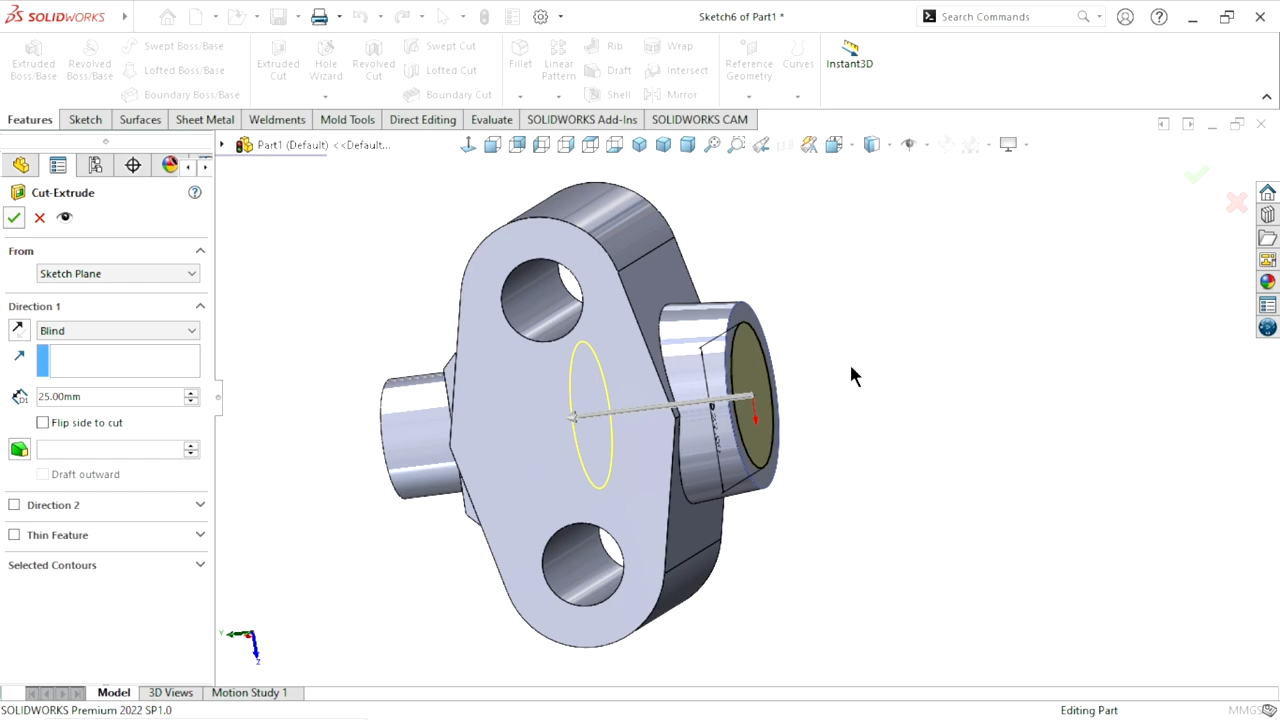 SOLIDWORKS
Sketch6 of Part1 *
Search Commands
Extruded Boss/Base
Revolved Boss/Base
Swept Boss/Base
Lofted Boss/Base
Boundary Boss/Base
Extruded Cut
Hole Wizard
Revolved Cut
Swept Cut
Lofted Cut
Boundary Cut
Fillet
Linear Pattern
Rib
Draft
Shell
Wrap
Intersect
Mirror
Reference Geometry
Curves
Instant3D
Features
Sketch
Surfaces
Sheet Metal
Weldments
Mold Tools
Direct Editing
Evaluate
SOLIDWORKS Add-Ins
SOLIDWORKS CAM
Part1 (Default) <<Default...
Cut-Extrude
From
Sketch Plane
Direction 1
Blind
D1
25.00mm
Flip side to cut
Draft outward
Direction 2
Thin Feature
Selected Contours
Y
Z
Model
3D Views
Motion Study 1
SOLIDWORKS Premium 2022 SP1.0
Editing Part
MMGS